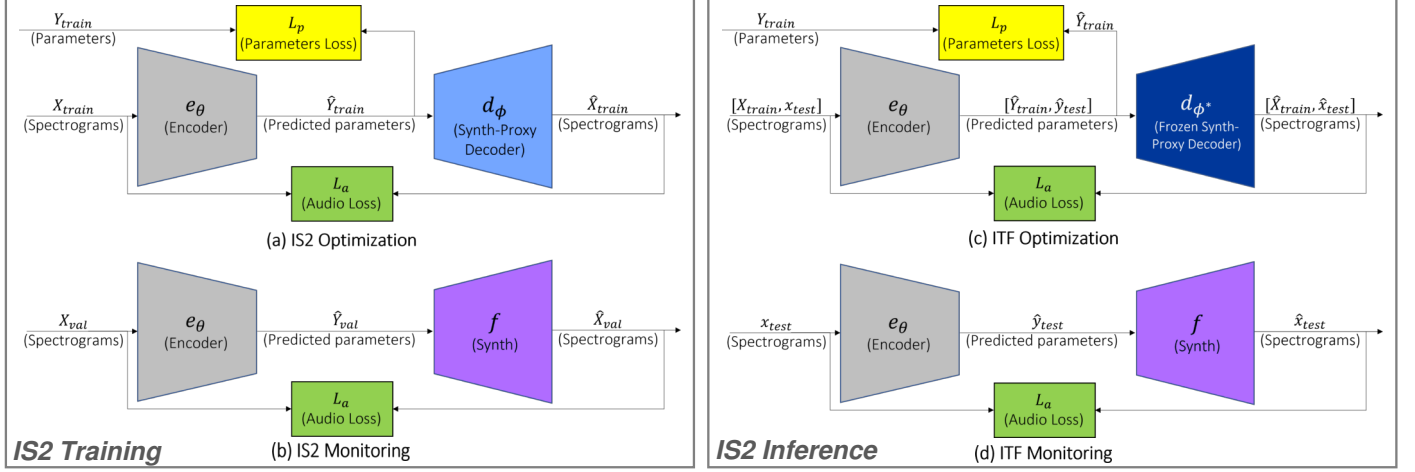 Y_train
(Parameters)
L_p
(Parameters Loss)
X_train
(Spectrograms)
e_θ
(Encoder)
Ŷ_train
(Predicted parameters)
d_ϕ
(Synth-Proxy
Decoder)
X̂_train
(Spectrograms)
L_a
(Audio Loss)
(a) IS2 Optimization
X_val
(Spectrograms)
e_θ
(Encoder)
Ŷ_val
(Predicted parameters)
f
(Synth)
X̂_val
(Spectrograms)
L_a
(Audio Loss)
(b) IS2 Monitoring
IS2 Training
Y_train
(Parameters)
L_p
(Parameters Loss)
Ŷ_train
[X_train, x_test]
(Spectrograms)
e_θ
(Encoder)
[Ŷ_train, ŷ_test]
(Predicted parameters)
d_ϕ*
(Frozen Synth-
Proxy Decoder)
[X̂_train, x̂_test]
(Spectrograms)
L_a
(Audio Loss)
(c) ITF Optimization
x_test
(Spectrograms)
e_θ
(Encoder)
ŷ_test
(Predicted parameters)
f
(Synth)
x̂_test
(Spectrograms)
L_a
(Audio Loss)
(d) ITF Monitoring
IS2 Inference